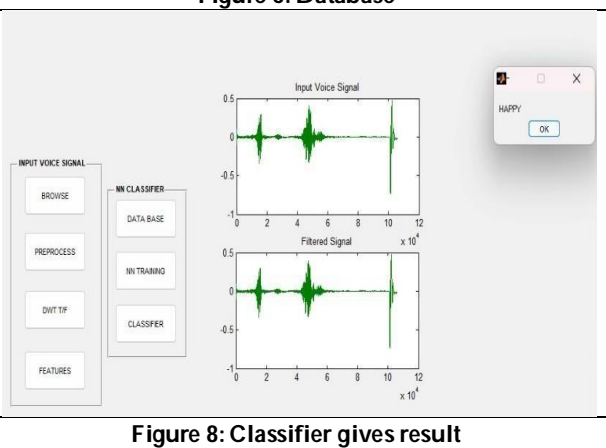 Figure 6: Database
INPUT VOICE SIGNAL
BROWSE
PREPROCESS
DWT T/F
FEATURES
NN CLASSIFIER
DATA BASE
NN TRAINING
CLASSIFIER
Input Voice Signal
0.5
0
-0.5
-1
0 2 4 6 8 10 12
x 10^4
Filtered Signal
0.5
0
-0.5
-1
0 2 4 6 8 10 12
x 10^4
HAPPY
OK
Figure 8: Classifier gives result